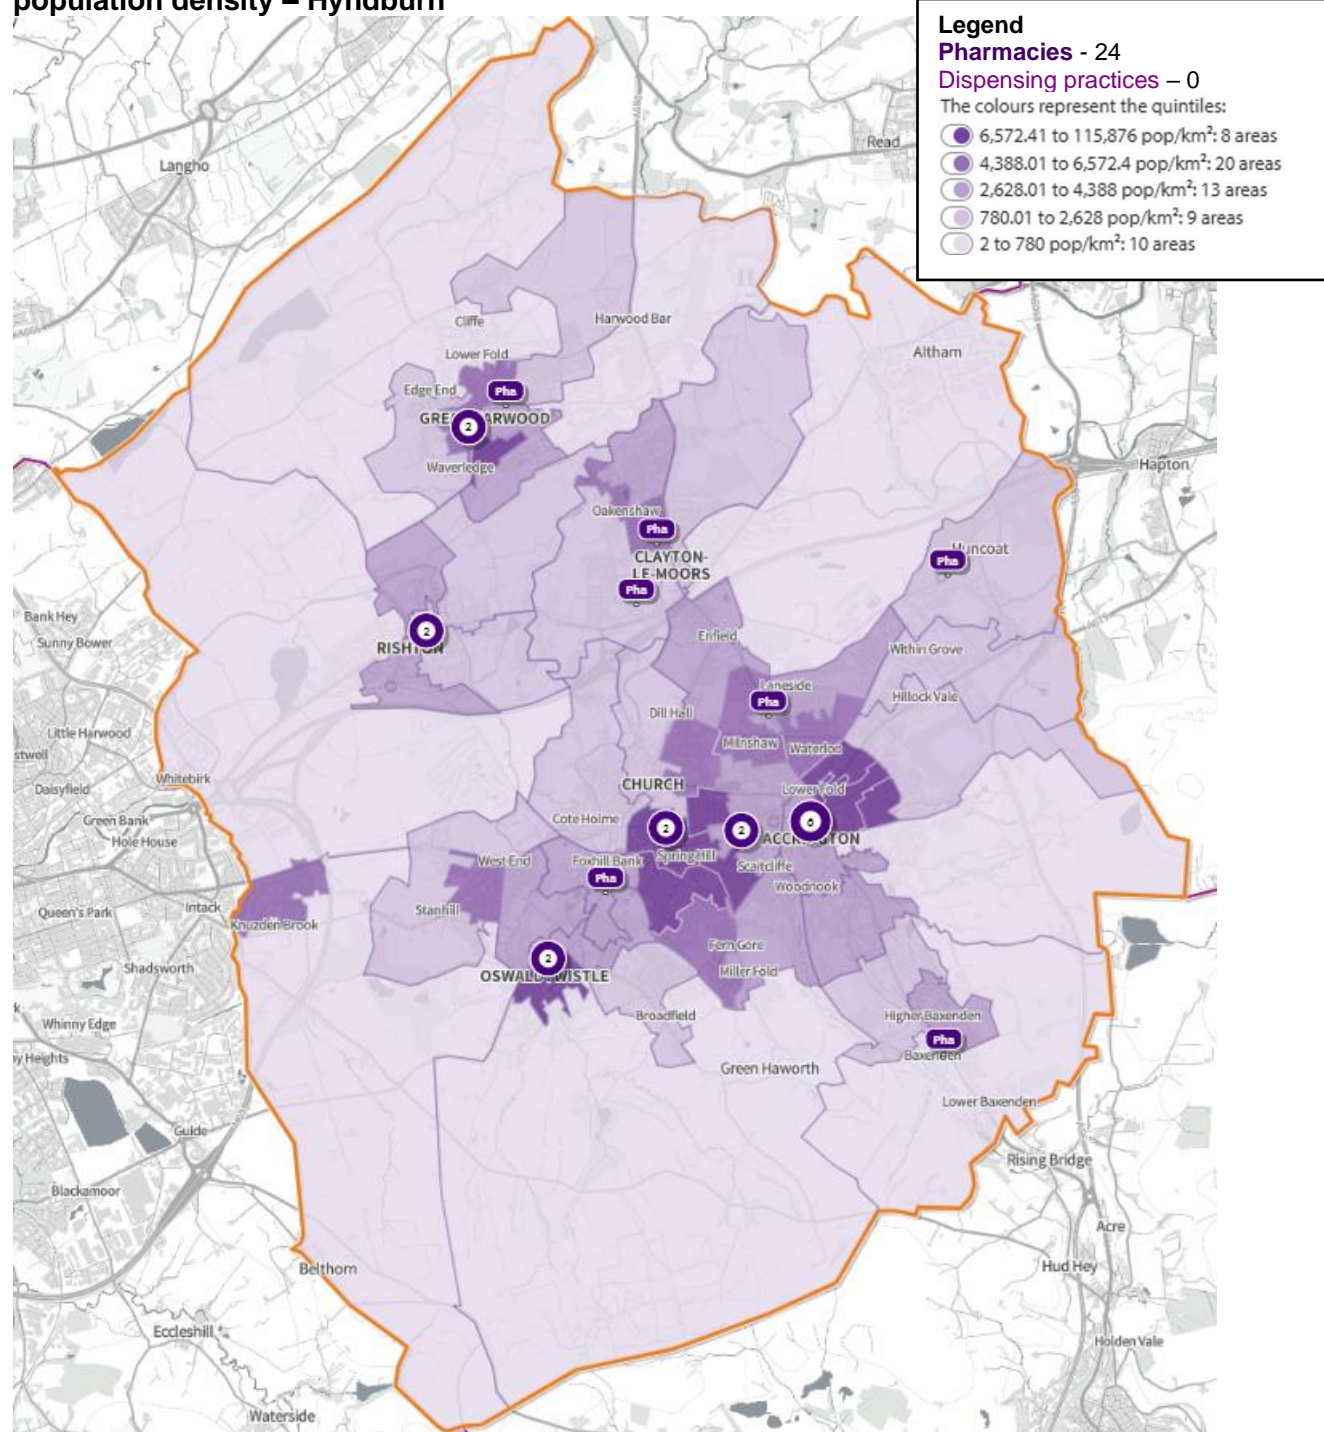 population density – Hyndburn
Legend
Pharmacies - 24
Dispensing practices – 0
The colours represent the quintiles:
6,572.41 to 115,876 pop/km²: 8 areas
4,388.01 to 6,572.4 pop/km²: 20 areas
2,628.01 to 4,388 pop/km²: 13 areas
780.01 to 2,628 pop/km²: 9 areas
2 to 780 pop/km²: 10 areas
Read
Langho
Cliffe
Harwood Bar
Altham
Lower Fold
Edge End
Pha
2
Waverledge
Hapton
Oakenshaw
Pha
CLAYTON-
LE-MOORS
Pha
Huncoat
Pha
Bank Hey
Sunny Bower
2
Enfield
Within Grove
Laneside
Pha
Hillock Vale
Dill Hall
Little Harwood
Milnshaw
Waterloo
Whitebirk
Daisyfield
CHURCH
Lower Fold
Green Bank
Cote Holme
2
2
6
Hole House
West End
Foxhill Bank
Spring Hill
Scaitcliffe
Pha
Woodnook
Queen's Park
Intack
Stanhill
Knuzden Brook
Fern Gore
Shadsworth
2
Miller Fold
Whinny Edge
Broadfield
Higher Baxenden
Pha
Baxenden
Green Haworth
Lower Baxenden
Guide
Rising Bridge
Blackamoor
Acre
Belthorn
Hud Hey
Eccleshill
Holden Vale
Waterside